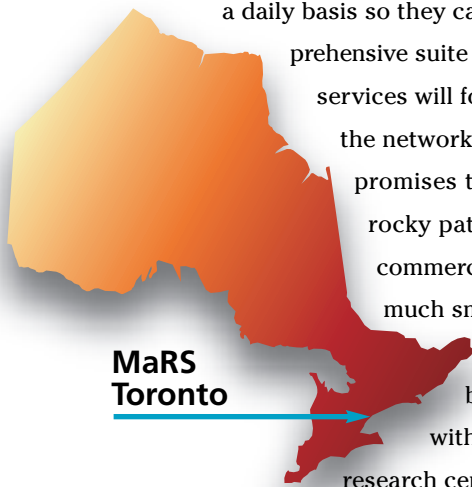 a daily basis so they ca
prehensive suite
services will fo
the network
promises t
rocky pat
commerc
much sm
MaRS
Toronto
b
with
research cen